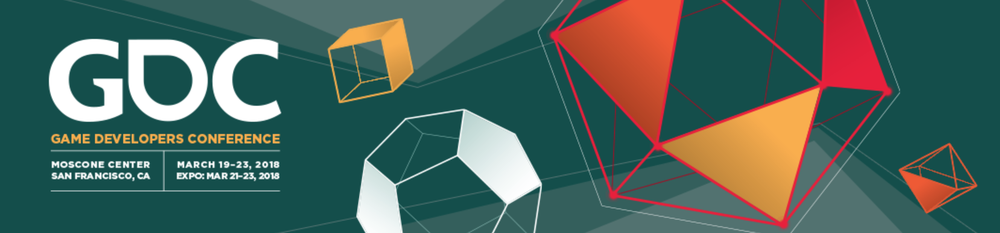 GDC
GAME DEVELOPERS CONFERENCE
MOSCONE CENTER
SAN FRANCISCO, CA
MARCH 19–23, 2018
EXPO: MAR 21–23, 2018